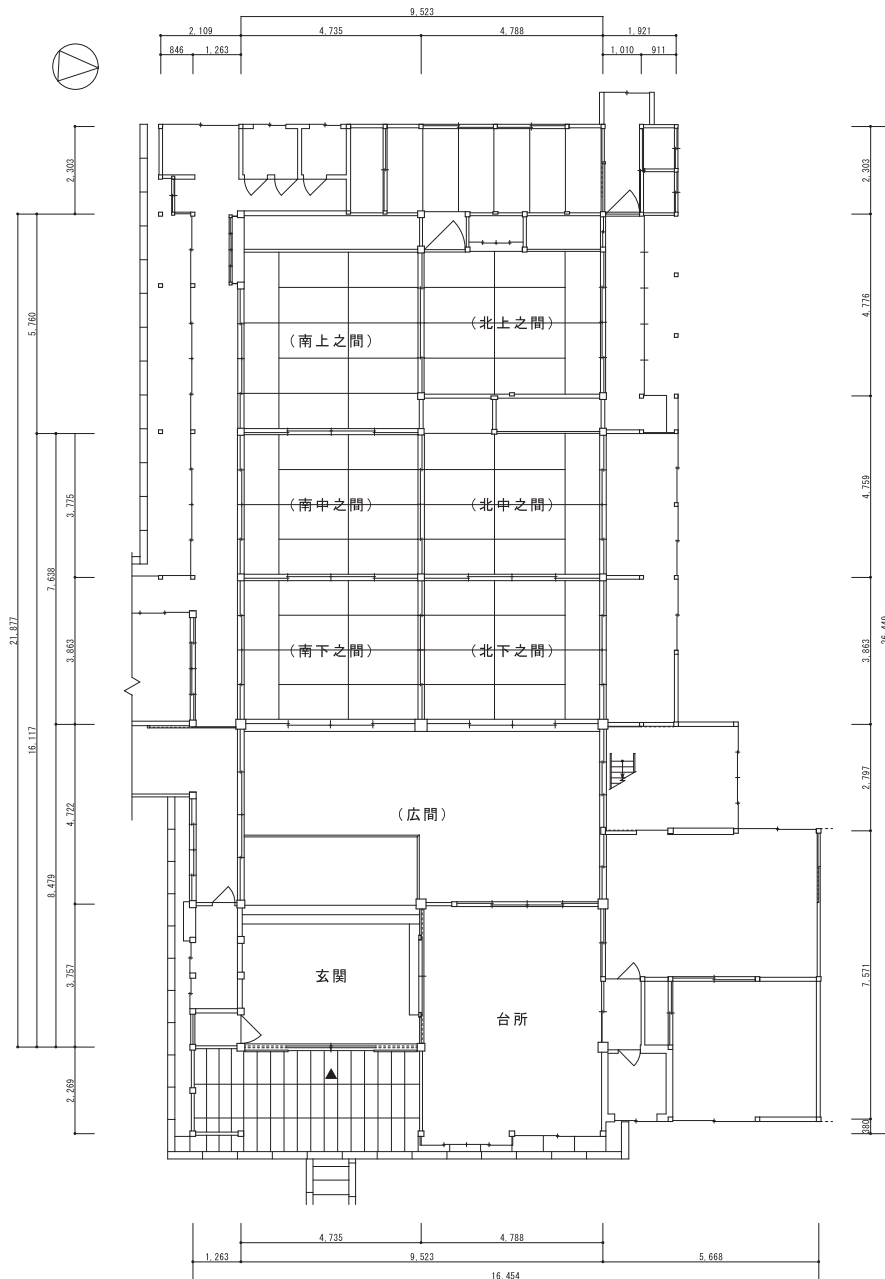 9,523
2,109 4,735 4,788 1,921
846 1,263 1,010 911
2,303 2,303
5,760 4,776
(南上之間) (北上之間)
3,775 4,759
7,638
(南中之間) (北中之間)
21,877 26,449
3,863 3,863
(南下之間) (北下之間)
16,117
4,722 2,797
(広間)
8,479
3,757 7,571
玄関
台所
2,269 380
4,735 4,788
1,263 9,523 5,668
16,454